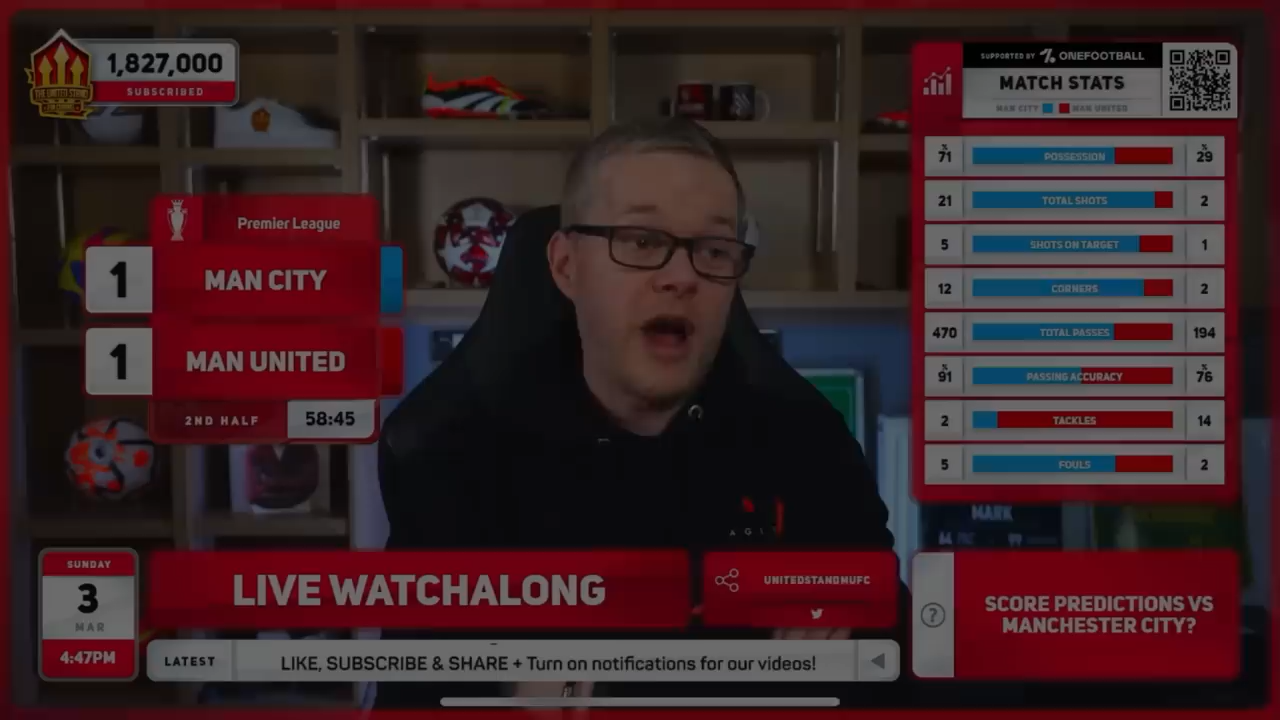 THE UNITED STAND
1,827,000
SUBSCRIBED
Premier League
1 MAN CITY
1 MAN UNITED
2ND HALF 58:45
SUPPORTED BY ONEFOOTBALL
MATCH STATS
MAN CITY MAN UNITED
% 71 POSSESSION % 29
21 TOTAL SHOTS 2
5 SHOTS ON TARGET 1
12 CORNERS 2
470 TOTAL PASSES 194
% 91 PASSING ACCURACY % 76
2 TACKLES 14
5 FOULS 2
MARK
SUNDAY
3
MAR
4:47PM
LIVE WATCHALONG
UNITEDSTANDMUFC
LATEST
LIKE, SUBSCRIBE & SHARE + Turn on notifications for our videos!
?
SCORE PREDICTIONS VS
MANCHESTER CITY?